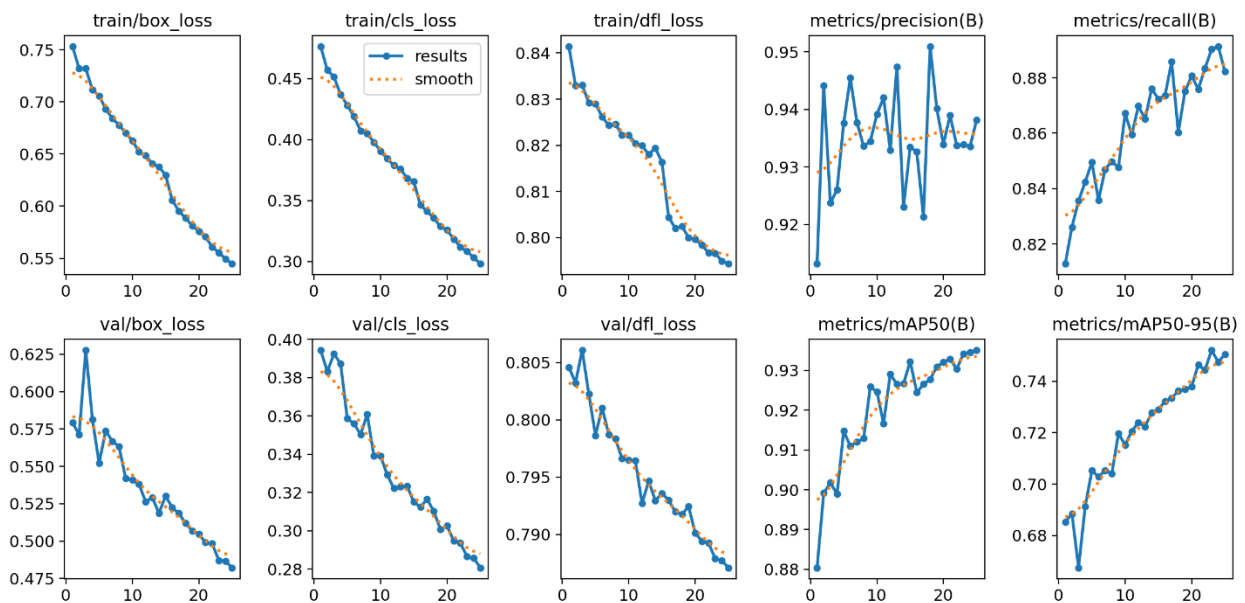 train/box_loss
train/cls_loss
train/dfl_loss
metrics/precision(B)
metrics/recall(B)
0.75
0.70
0.65
0.60
0.55
0 10 20
results
smooth
0.45
0.40
0.35
0.30
0 10 20
0.84
0.83
0.82
0.81
0.80
0 10 20
0.95
0.94
0.93
0.92
0 10 20
0.88
0.86
0.84
0.82
0 10 20
val/box_loss
val/cls_loss
val/dfl_loss
metrics/mAP50(B)
metrics/mAP50-95(B)
0.625
0.600
0.575
0.550
0.525
0.500
0.475
0 10 20
0.40
0.38
0.36
0.34
0.32
0.30
0.28
0 10 20
0.805
0.800
0.795
0.790
0 10 20
0.93
0.92
0.91
0.90
0.89
0.88
0 10 20
0.74
0.72
0.70
0.68
0 10 20